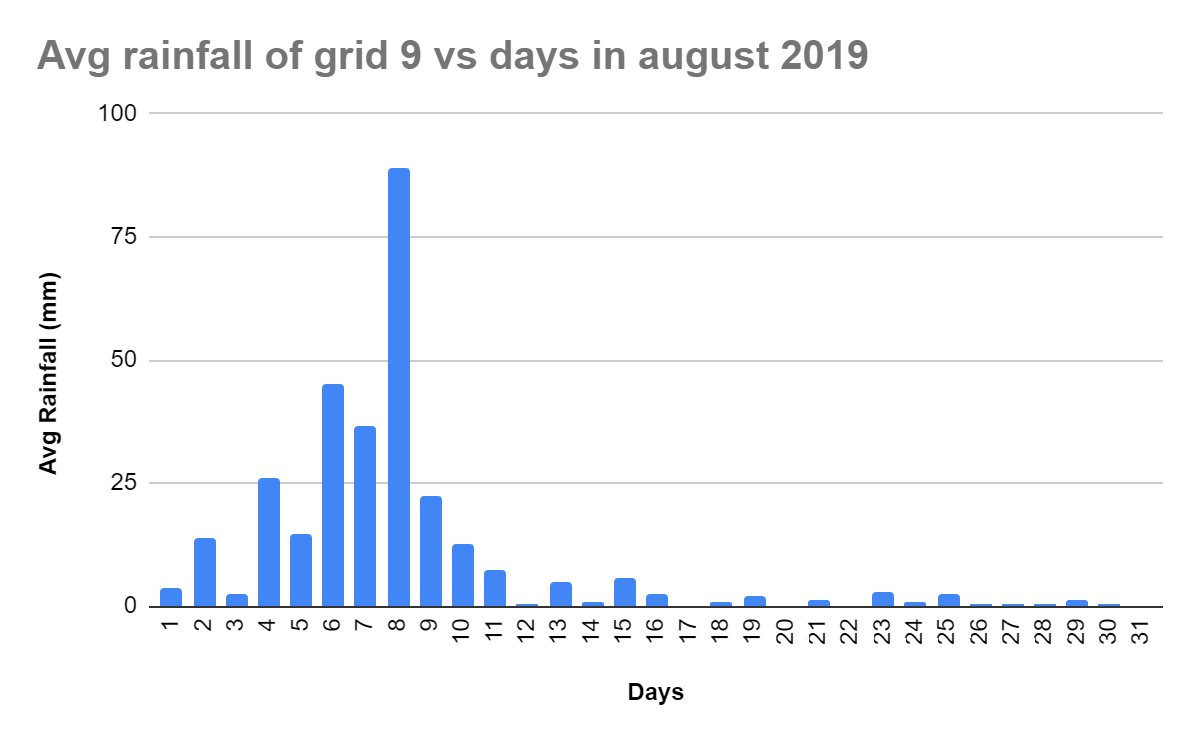 Avg rainfall of grid 9 vs days in august 2019
100
75
50
25
0
Avg Rainfall (mm)
1 2 3 4 5 6 7 8 9 10 11 12 13 14 15 16 17 18 19 20 21 22 23 24 25 26 27 28 29 30 31
Days